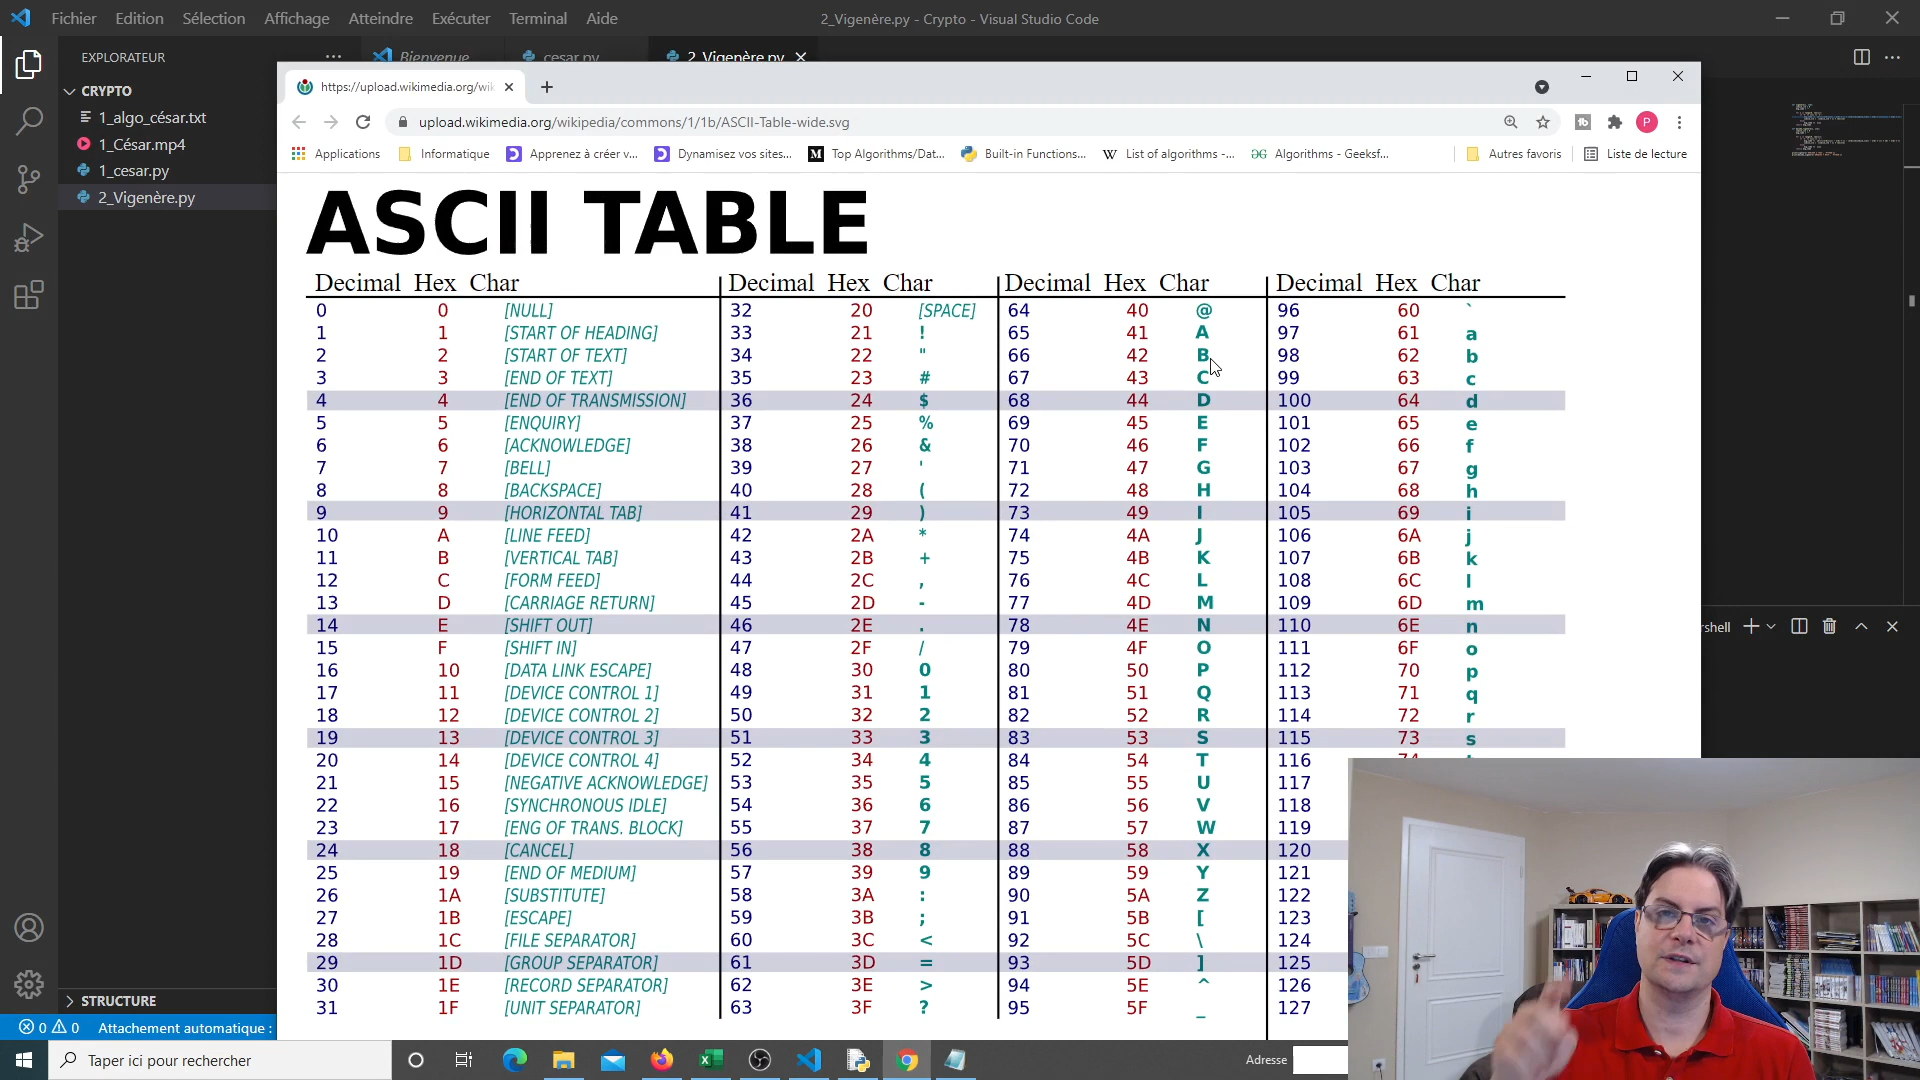 Fichier Edition Sélection Affichage Atteindre Exécuter Terminal Aide
2_Vigenère.py - Crypto - Visual Studio Code
EXPLORATEUR
Bienvenue cesar.py 2_Vigenère.py
CRYPTO
1_algo_césar.txt
1_César.mp4
1_cesar.py
2_Vigenère.py
https://upload.wikimedia.org/wik
upload.wikimedia.org/wikipedia/commons/1/1b/ASCII-Table-wide.svg
P
Applications Informatique Apprenez à créer v... Dynamisez vos sites... Top Algorithms/Dat... Built-in Functions... List of algorithms -... Algorithms - Geeksf... Autres favoris Liste de lecture
ASCII TABLE
Decimal Hex Char Decimal Hex Char Decimal Hex Char Decimal Hex Char
0 0 [NULL] 32 20 [SPACE] 64 40 @ 96 60 `
1 1 [START OF HEADING] 33 21 ! 65 41 A 97 61 a
2 2 [START OF TEXT] 34 22 " 66 42 B 98 62 b
3 3 [END OF TEXT] 35 23 # 67 43 C 99 63 c
4 4 [END OF TRANSMISSION] 36 24 $ 68 44 D 100 64 d
5 5 [ENQUIRY] 37 25 % 69 45 E 101 65 e
6 6 [ACKNOWLEDGE] 38 26 & 70 46 F 102 66 f
7 7 [BELL] 39 27 ' 71 47 G 103 67 g
8 8 [BACKSPACE] 40 28 ( 72 48 H 104 68 h
9 9 [HORIZONTAL TAB] 41 29 ) 73 49 I 105 69 i
10 A [LINE FEED] 42 2A * 74 4A J 106 6A j
11 B [VERTICAL TAB] 43 2B + 75 4B K 107 6B k
12 C [FORM FEED] 44 2C , 76 4C L 108 6C l
13 D [CARRIAGE RETURN] 45 2D - 77 4D M 109 6D m
14 E [SHIFT OUT] 46 2E . 78 4E N 110 6E n
15 F [SHIFT IN] 47 2F / 79 4F O 111 6F o
16 10 [DATA LINK ESCAPE] 48 30 0 80 50 P 112 70 p
17 11 [DEVICE CONTROL 1] 49 31 1 81 51 Q 113 71 q
18 12 [DEVICE CONTROL 2] 50 32 2 82 52 R 114 72 r
19 13 [DEVICE CONTROL 3] 51 33 3 83 53 S 115 73 s
20 14 [DEVICE CONTROL 4] 52 34 4 84 54 T 116 74
21 15 [NEGATIVE ACKNOWLEDGE] 53 35 5 85 55 U 117
22 16 [SYNCHRONOUS IDLE] 54 36 6 86 56 V 118
23 17 [ENG OF TRANS. BLOCK] 55 37 7 87 57 W 119
24 18 [CANCEL] 56 38 8 88 58 X 120
25 19 [END OF MEDIUM] 57 39 9 89 59 Y 121
26 1A [SUBSTITUTE] 58 3A : 90 5A Z 122
27 1B [ESCAPE] 59 3B ; 91 5B [ 123
28 1C [FILE SEPARATOR] 60 3C < 92 5C \ 124
29 1D [GROUP SEPARATOR] 61 3D = 93 5D ] 125
30 1E [RECORD SEPARATOR] 62 3E > 94 5E ^ 126
31 1F [UNIT SEPARATOR] 63 3F ? 95 5F _ 127
shell
STRUCTURE
0 0 Attachement automatique :
Taper ici pour rechercher
Adresse